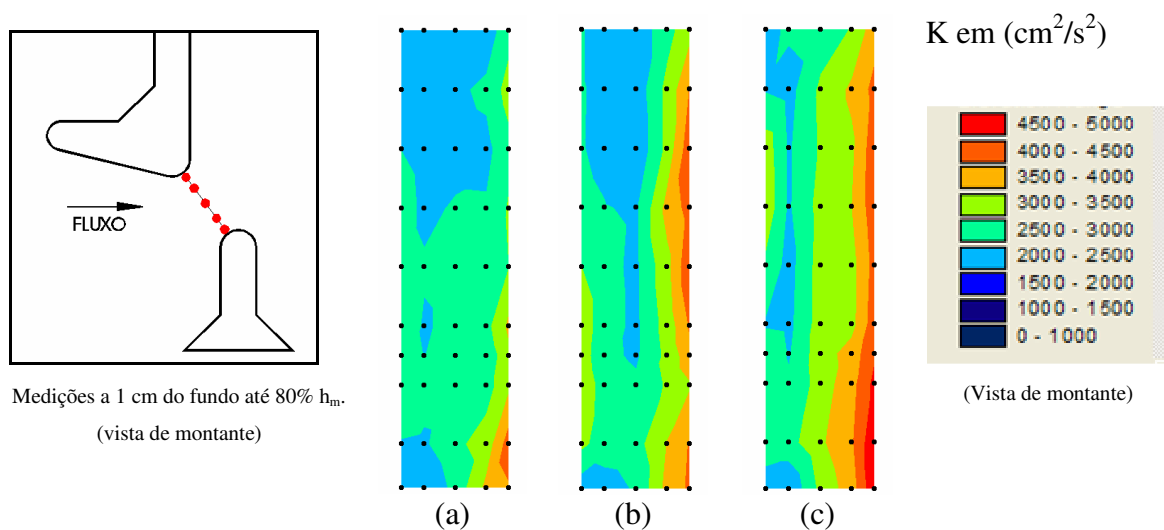 FLUXO
Medições a 1 cm do fundo até 80% hm.
(vista de montante)
(a)
(b)
(c)
K em (cm²/s²)
4500 - 5000
4000 - 4500
3500 - 4000
3000 - 3500
2500 - 3000
2000 - 2500
1500 - 2000
1000 - 1500
0 - 1000
(Vista de montante)